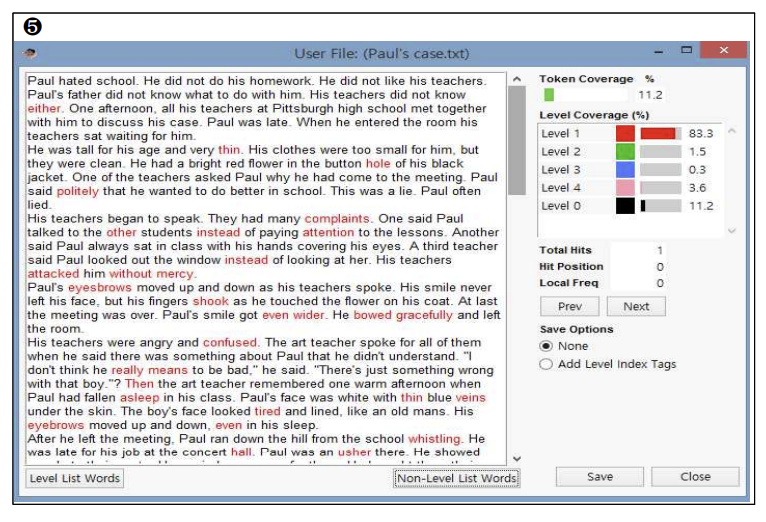 ❺
User File: (Paul's case.txt)
Paul hated school. He did not do his homework. He did not like his teachers.
Paul's father did not know what to do with him. His teachers did not know
either. One afternoon, all his teachers at Pittsburgh high school met together
with him to discuss his case. Paul was late. When he entered the room his
teachers sat waiting for him.
He was tall for his age and very thin. His clothes were too small for him, but
they were clean. He had a bright red flower in the button hole of his black
jacket. One of the teachers asked Paul why he had come to the meeting. Paul
said politely that he wanted to do better in school. This was a lie. Paul often
lied.
His teachers began to speak. They had many complaints. One said Paul
talked to the other students instead of paying attention to the lessons. Another
said Paul always sat in class with his hands covering his eyes. A third teacher
said Paul looked out the window instead of looking at her. His teachers
attacked him without mercy.
Paul's eyesbrows moved up and down as his teachers spoke. His smile never
left his face, but his fingers shook as he touched the flower on his coat. At last
the meeting was over. Paul's smile got even wider. He bowed gracefully and left
the room.
His teachers were angry and confused. The art teacher spoke for all of them
when he said there was something about Paul that he didn't understand. "I
don't think he really means to be bad," he said. "There's just something wrong
with that boy."? Then the art teacher remembered one warm afternoon when
Paul had fallen asleep in his class. Paul's face was white with thin blue veins
under the skin. The boy's face looked tired and lined, like an old mans. His
eyebrows moved up and down, even in his sleep.
After he left the meeting, Paul ran down the hill from the school whistling. He
was late for his job at the concert hall. Paul was an usher there. He showed
Level List Words
Non-Level List Words
Token Coverage %
11.2
Level Coverage (%)
Level 1 83.3
Level 2 1.5
Level 3 0.3
Level 4 3.6
Level 0 11.2
Total Hits 1
Hit Position 0
Local Freq 0
Prev Next
Save Options
None
Add Level Index Tags
Save Close